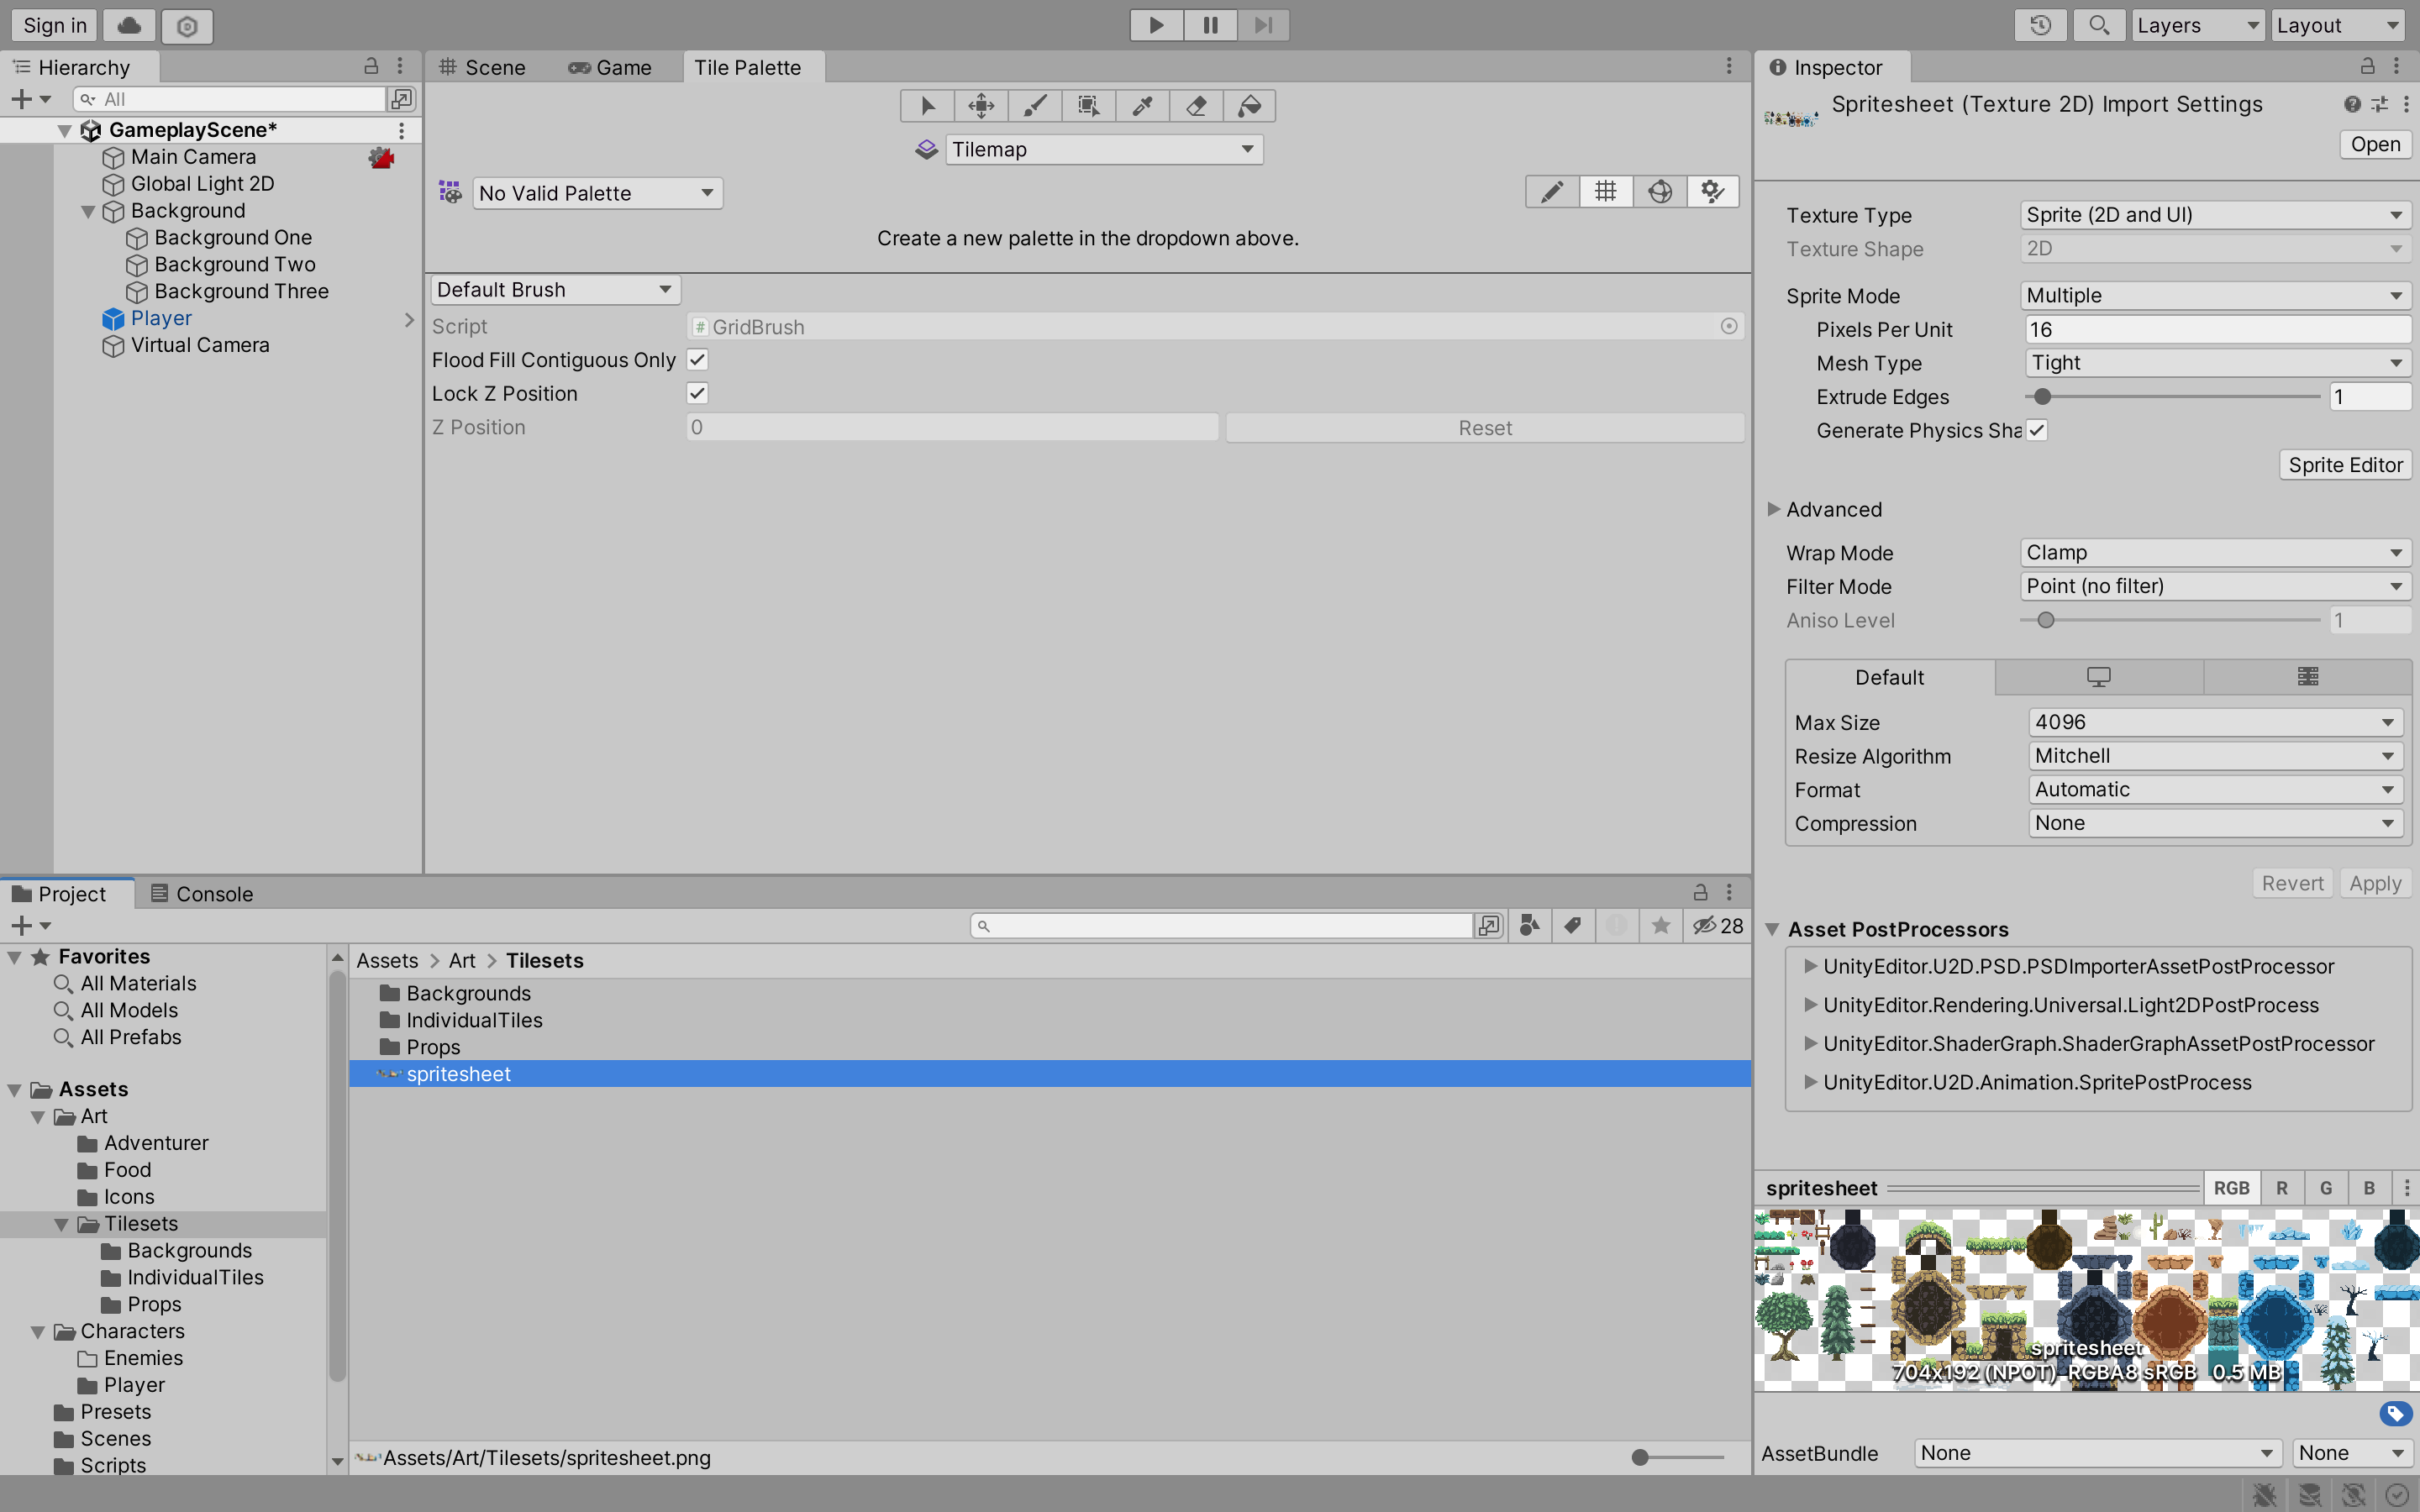 Sign in
Layers
Layout
Hierarchy
All
GameplayScene*
Main Camera
Global Light 2D
Background
Background One
Background Two
Background Three
Player
Virtual Camera
Scene
Game
Tile Palette
Tilemap
No Valid Palette
Create a new palette in the dropdown above.
Default Brush
Script
# GridBrush
Flood Fill Contiguous Only
Lock Z Position
Z Position
0
Reset
Inspector
Spritesheet (Texture 2D) Import Settings
Open
Texture Type
Sprite (2D and UI)
Texture Shape
2D
Sprite Mode
Multiple
Pixels Per Unit
16
Mesh Type
Tight
Extrude Edges
1
Generate Physics Sha
Sprite Editor
Advanced
Wrap Mode
Clamp
Filter Mode
Point (no filter)
Aniso Level
1
Default
Max Size
4096
Resize Algorithm
Mitchell
Format
Automatic
Compression
None
Revert
Apply
Asset PostProcessors
UnityEditor.U2D.PSD.PSDImporterAssetPostProcessor
UnityEditor.Rendering.Universal.Light2DPostProcess
UnityEditor.ShaderGraph.ShaderGraphAssetPostProcessor
UnityEditor.U2D.Animation.SpritePostProcess
spritesheet
RGB
R
G
B
spritesheet
704x192 (NPOT) RGBA8 sRGB 0.5 MB
AssetBundle
None
None
Project
Console
28
Favorites
All Materials
All Models
All Prefabs
Assets
Art
Adventurer
Food
Icons
Tilesets
Backgrounds
IndividualTiles
Props
Characters
Enemies
Player
Presets
Scenes
Scripts
Assets > Art > Tilesets
Backgrounds
IndividualTiles
Props
spritesheet
Assets/Art/Tilesets/spritesheet.png